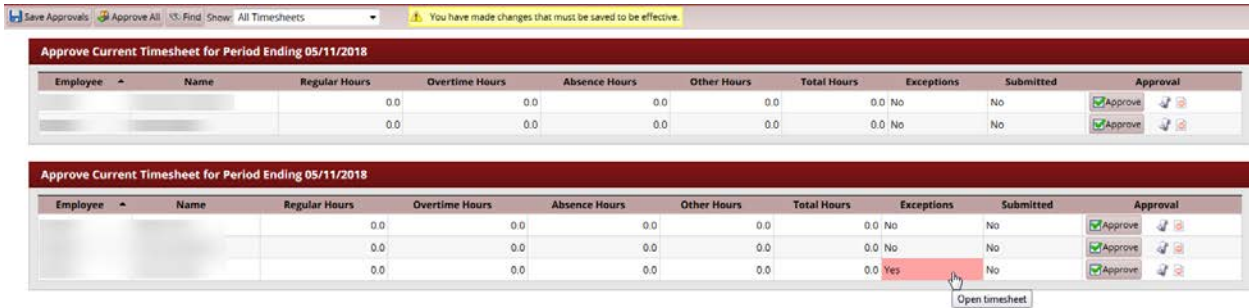 Save Approvals Approve All Find Show: All Timesheets You have made changes that must be saved to be effective.
Approve Current Timesheet for Period Ending 05/11/2018
Employee Name Regular Hours Overtime Hours Absence Hours Other Hours Total Hours Exceptions Submitted Approval
0.0 0.0 0.0 0.0 0.0 No No Approve
0.0 0.0 0.0 0.0 0.0 No No Approve
Approve Current Timesheet for Period Ending 05/11/2018
Employee Name Regular Hours Overtime Hours Absence Hours Other Hours Total Hours Exceptions Submitted Approval
0.0 0.0 0.0 0.0 0.0 No No Approve
0.0 0.0 0.0 0.0 0.0 No No Approve
0.0 0.0 0.0 0.0 0.0 Yes No Approve
Open timesheet